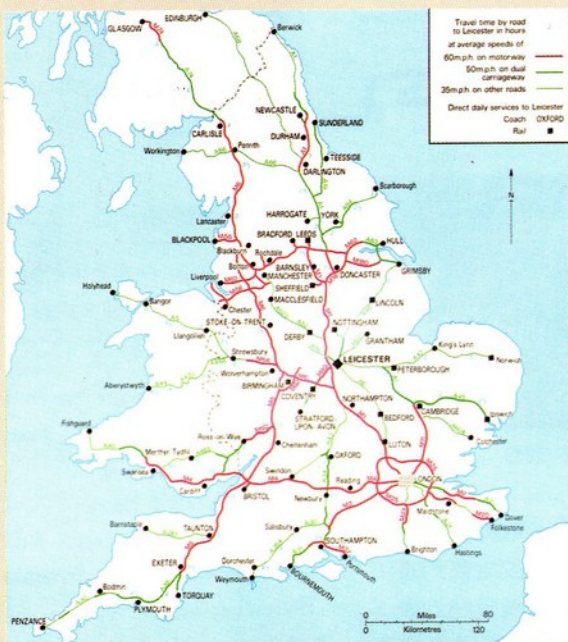 Travel time by road
to Leicester in hours
at average speeds of
60 m.p.h. on motorway
50 m.p.h. on dual
carriageway
35 m.p.h. on other roads
Direct daily services to Leicester
Coach OXFORD
Rail
N
EDINBURGH
GLASGOW
Berwick
NEWCASTLE
SUNDERLAND
CARLISLE
DURHAM
Penrith
TEESSIDE
Workington
DARLINGTON
Scarborough
HARROGATE
YORK
Lancaster
BRADFORD
LEEDS
BLACKPOOL
Blackburn
Rochdale
HULL
Bolton
BARNSLEY
MANCHESTER
DONCASTER
GRIMSBY
Liverpool
SHEFFIELD
Holyhead
Bangor
MACCLESFIELD
LINCOLN
Chester
STOKE-ON-TRENT
NOTTINGHAM
DERBY
GRANTHAM
Llangollen
King's Lynn
Shrewsbury
LEICESTER
Norwich
Wolverhampton
PETERBOROUGH
Aberystwyth
BIRMINGHAM
COVENTRY
NORTHAMPTON
CAMBRIDGE
STRATFORD
UPON-AVON
BEDFORD
Ipswich
Fishguard
Ross-on-Wye
Colchester
Merthyr Tydfil
Cheltenham
LUTON
OXFORD
Swansea
Swindon
LONDON
Cardiff
Reading
BRISTOL
Newbury
Maidstone
Dover
Folkestone
Barnstaple
Salisbury
TAUNTON
SOUTHAMPTON
Brighton
Hastings
EXETER
Dorchester
Portsmouth
Weymouth
BOURNEMOUTH
Bodmin
TORQUAY
PLYMOUTH
PENZANCE
0 Miles 80
0 Kilometres 120